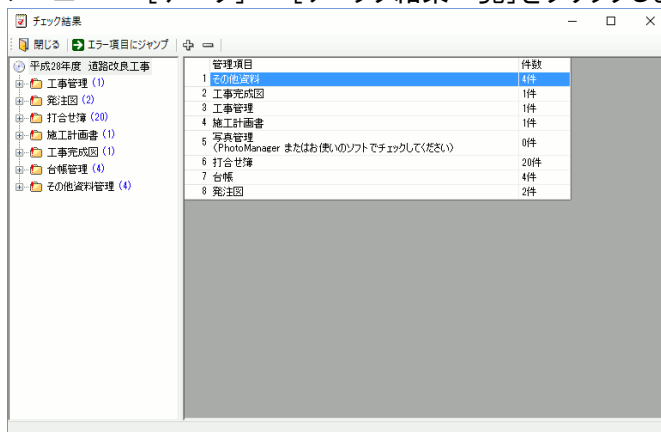 チェック結果
閉じる エラー項目にジャンプ
平成28年度 道路改良工事
工事管理 (1)
発注図 (2)
打合せ簿 (20)
施工計画書 (1)
工事完成図 (1)
台帳管理 (4)
その他資料管理 (4)
管理項目 件数
1 その他資料 4件
2 工事完成図 1件
3 工事管理 1件
4 施工計画書 1件
5 写真管理
(PhotoManager またはお使いのソフトでチェックしてください) 0件
6 打合せ簿 20件
7 台帳 4件
8 発注図 2件